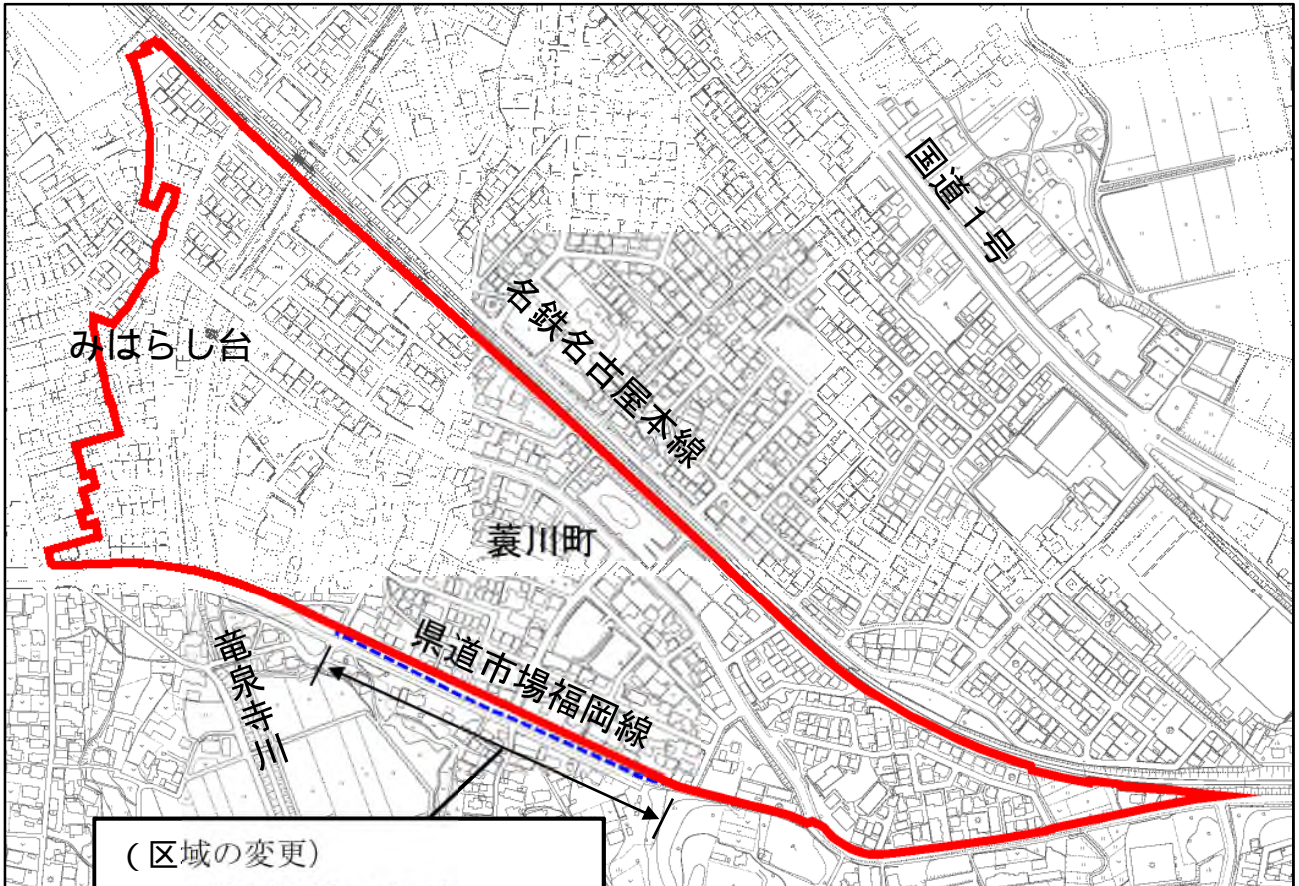 国道1号
名鉄名古屋本線
みはらし台
蓑川町
県道市場福岡線
竜泉寺川
(区域の変更)